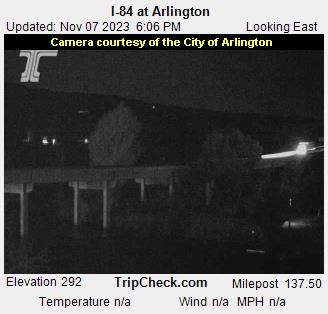 I-84 at Arlington
Updated: Nov 07 2023 6:06 PM Looking East
Camera courtesy of the City of Arlington
Elevation 292 TripCheck.com Milepost 137.50
Temperature n/a Wind n/a MPH n/a